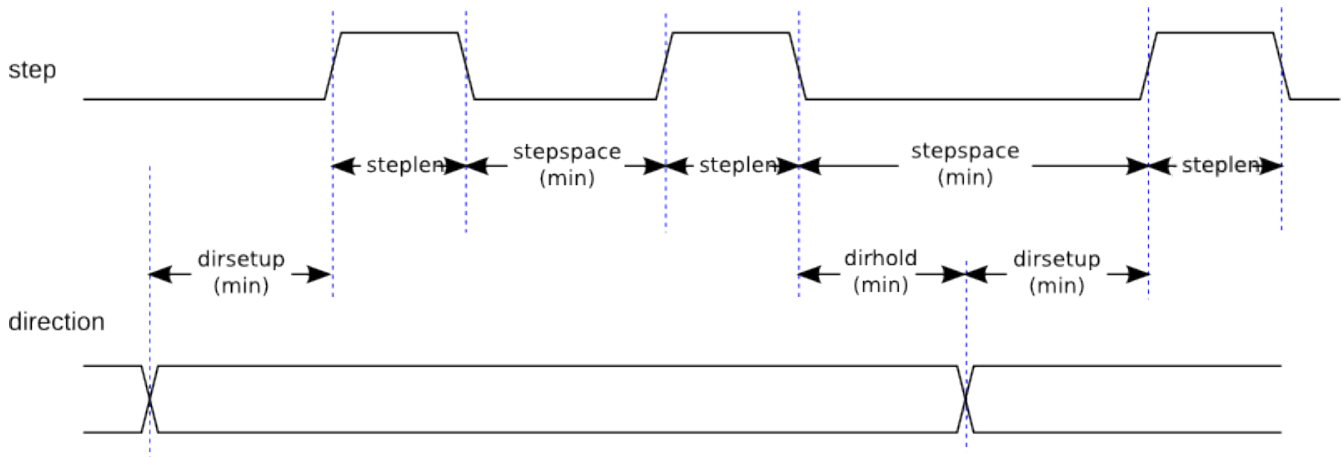 step
steplen
stepspace
(min)
steplen
stepspace
(min)
steplen
dirsetup
(min)
dirhold
(min)
dirsetup
(min)
direction